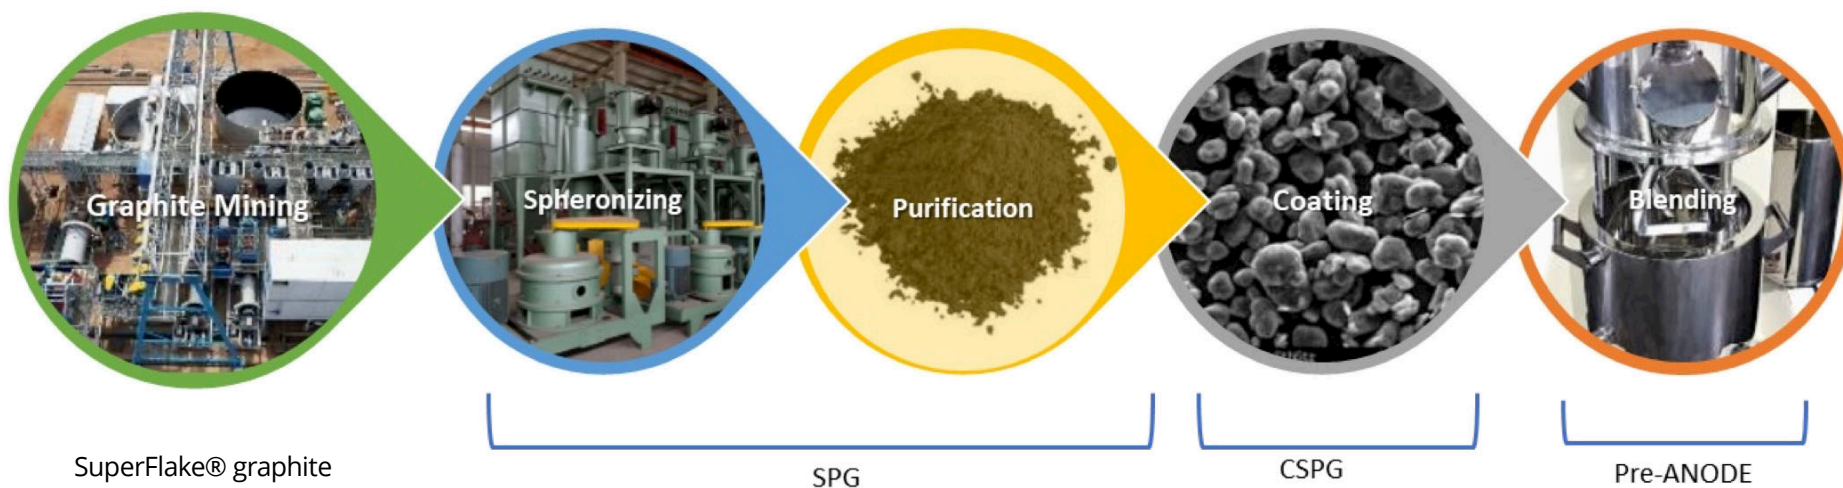 Graphite Mining
Spheronizing
Purification
Coating
Blending
SuperFlake® graphite
SPG
CSPG
Pre-ANODE